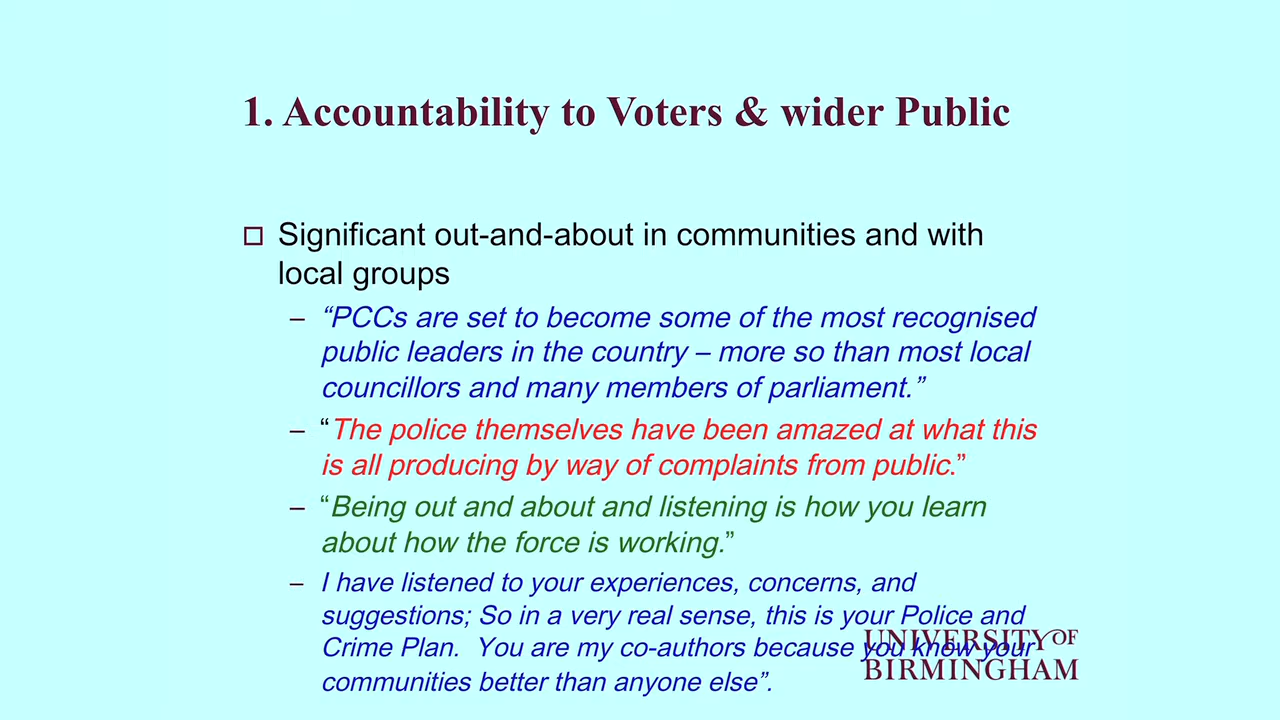 1. Accountability to Voters & wider Public
Significant out-and-about in communities and with
local groups
– “PCCs are set to become some of the most recognised
public leaders in the country – more so than most local
councillors and many members of parliament.”
– “The police themselves have been amazed at what this
is all producing by way of complaints from public.”
– “Being out and about and listening is how you learn
about how the force is working.”
– I have listened to your experiences, concerns, and
suggestions; So in a very real sense, this is your Police and
Crime Plan. You are my co-authors because you know your
communities better than anyone else”.
UNIVERSITY OF
BIRMINGHAM